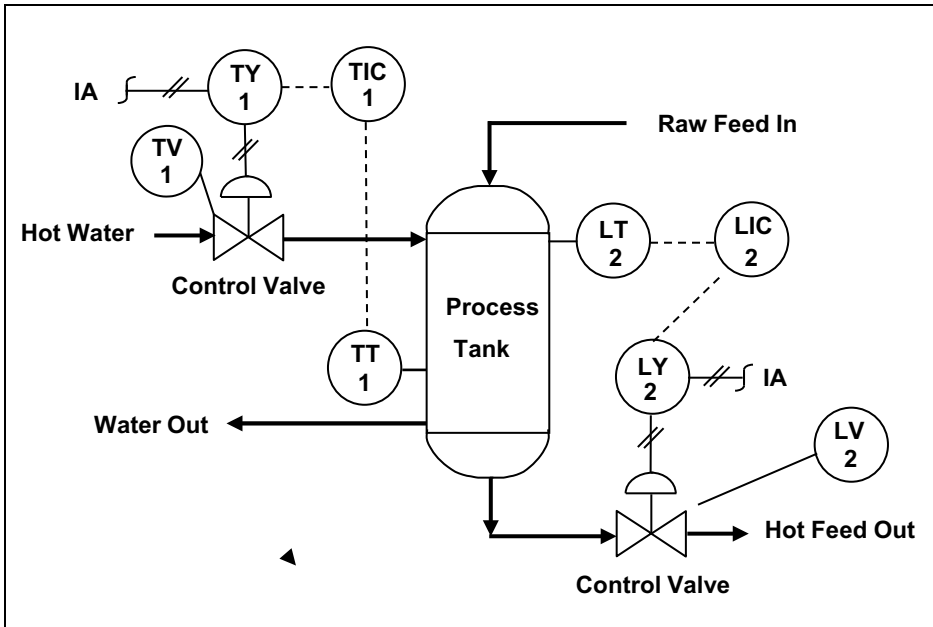 TY
1
TIC
1
IA
Raw Feed In
TV
1
Hot Water
LT
2
LIC
2
Control Valve
Process
Tank
TT
1
LY
2
IA
Water Out
LV
2
Hot Feed Out
Control Valve